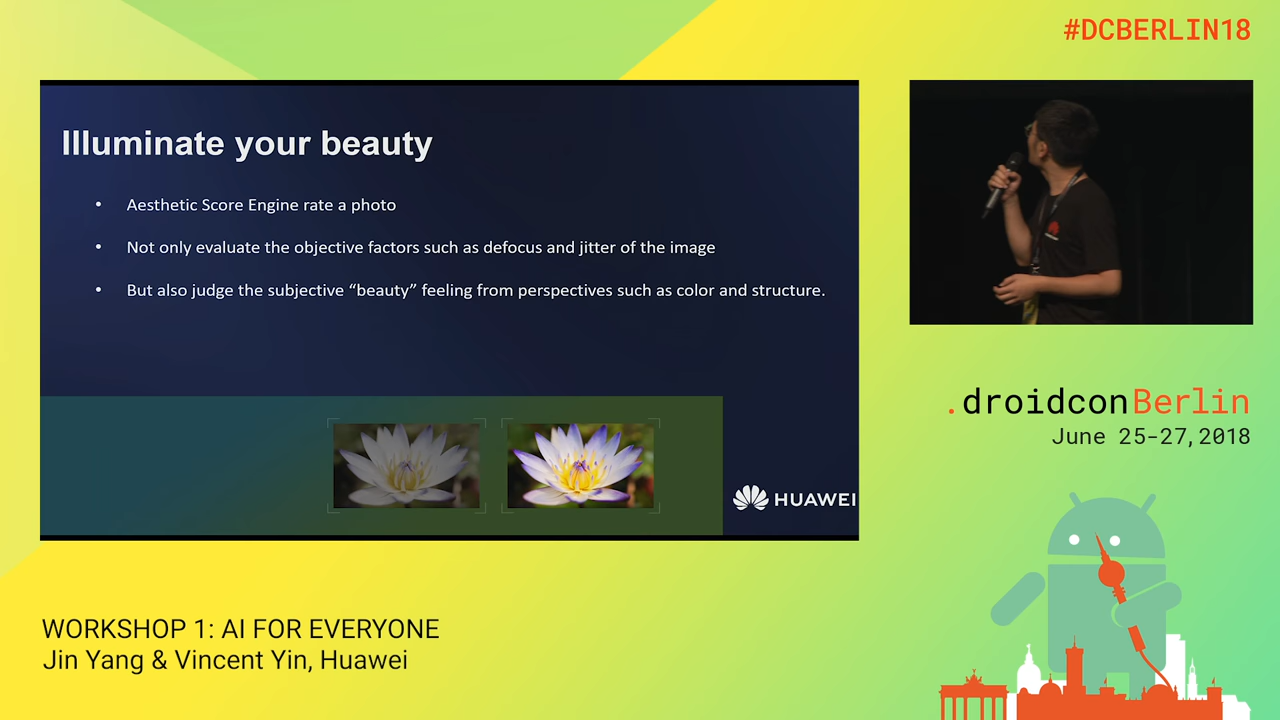 #DCBERLIN18
Illuminate your beauty
• Aesthetic Score Engine rate a photo
• Not only evaluate the objective factors such as defocus and jitter of the image
• But also judge the subjective “beauty” feeling from perspectives such as color and structure.
HUAWEI
.droidconBerlin
June 25-27,2018
WORKSHOP 1: AI FOR EVERYONE
Jin Yang & Vincent Yin, Huawei